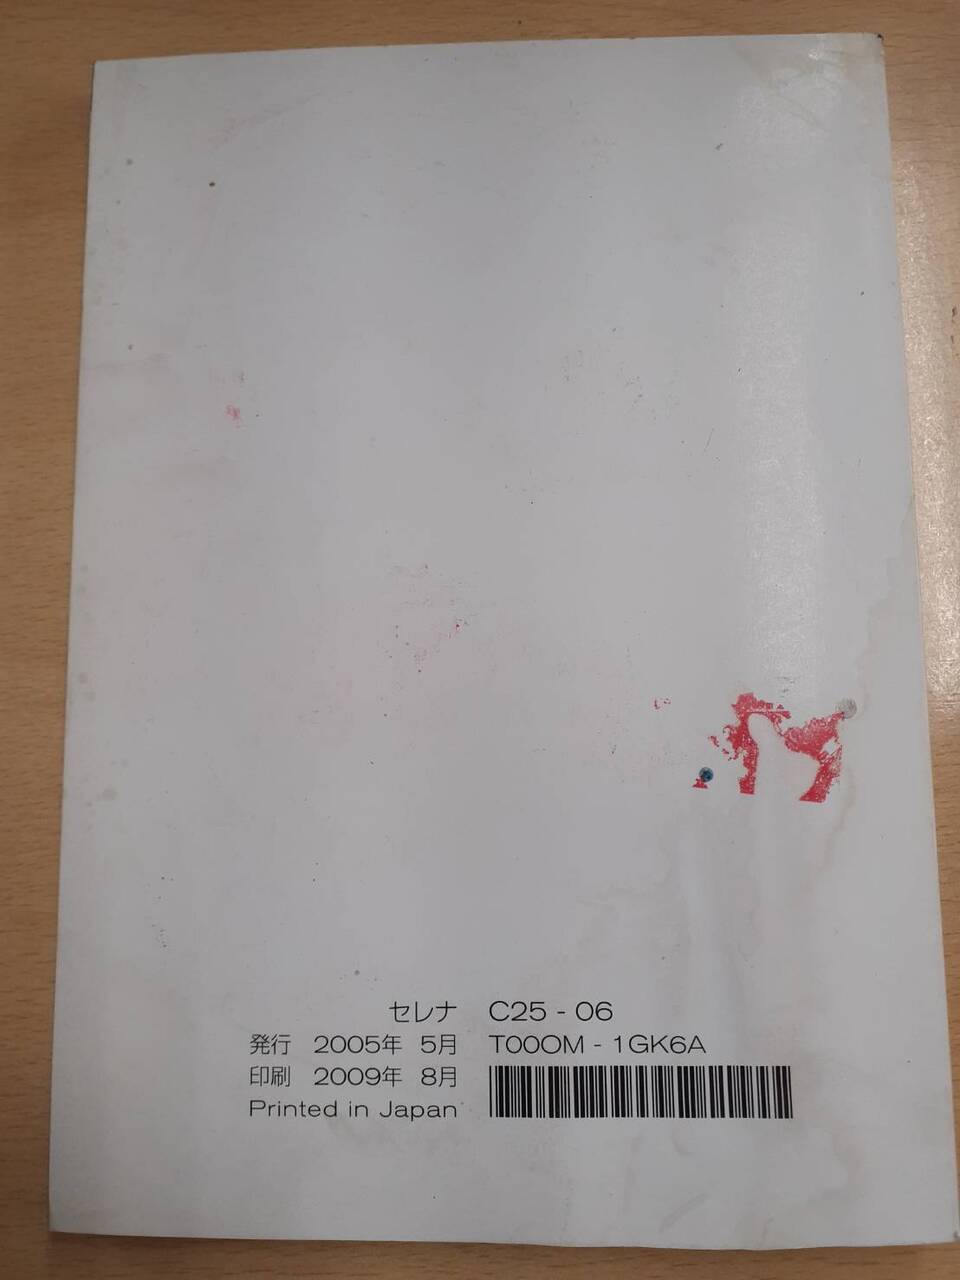 セレナ C25 - 06
発行 2005年 5月 T00OM - 1GK6A
印刷 2009年 8月
Printed in Japan